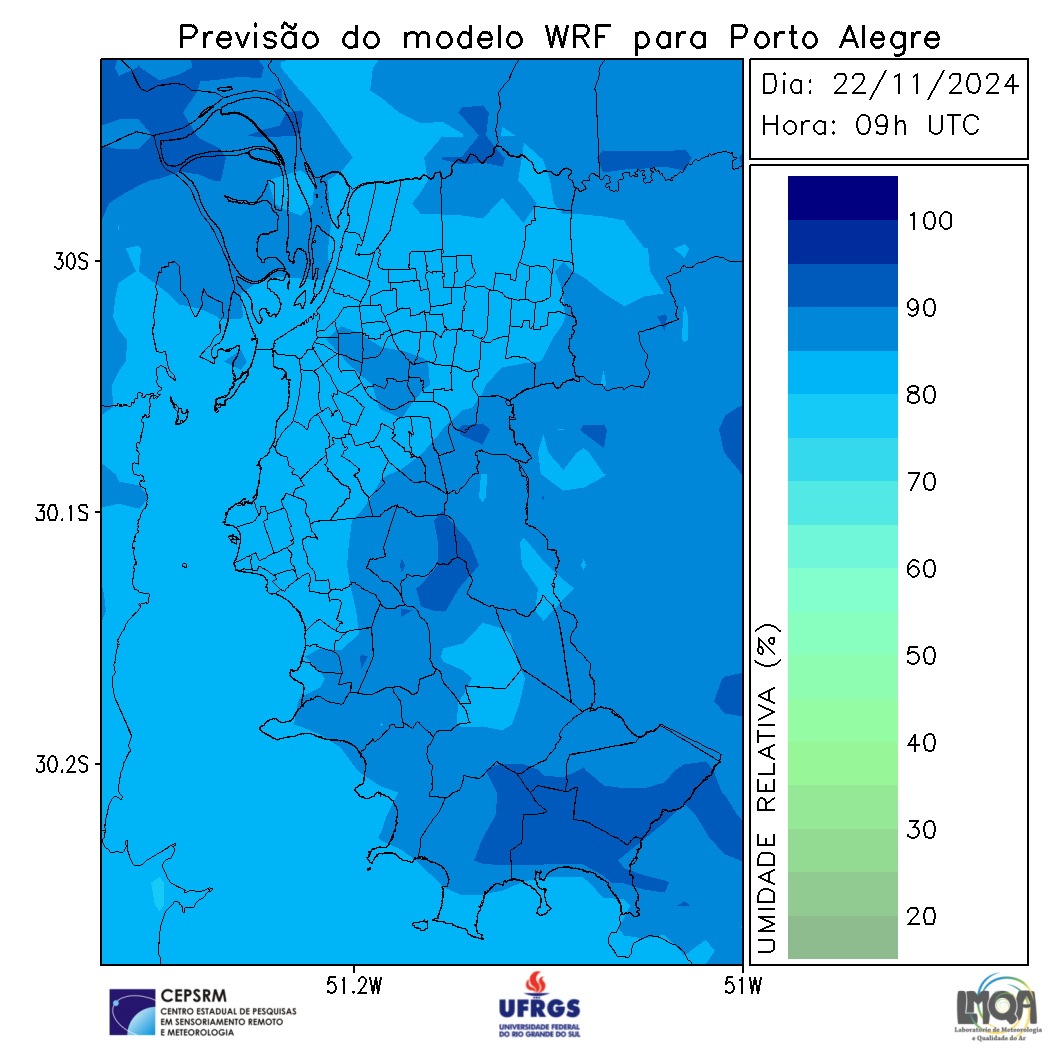 Previsão do modelo WRF para Porto Alegre
Dia: 22/11/2024
Hora: 09h UTC
100
90
80
70
60
50
40
30
20
UMIDADE RELATIVA (%)
30S
30.1S
30.2S
51.2W
51W
CEPSRM
CENTRO ESTADUAL DE PESQUISAS
EM SENSORIAMENTO REMOTO
E METEOROLOGIA
UFRGS
UNIVERSIDADE FEDERAL
DO RIO GRANDE DO SUL
LMQA
Laboratório de Meteorologia
e Qualidade do Ar